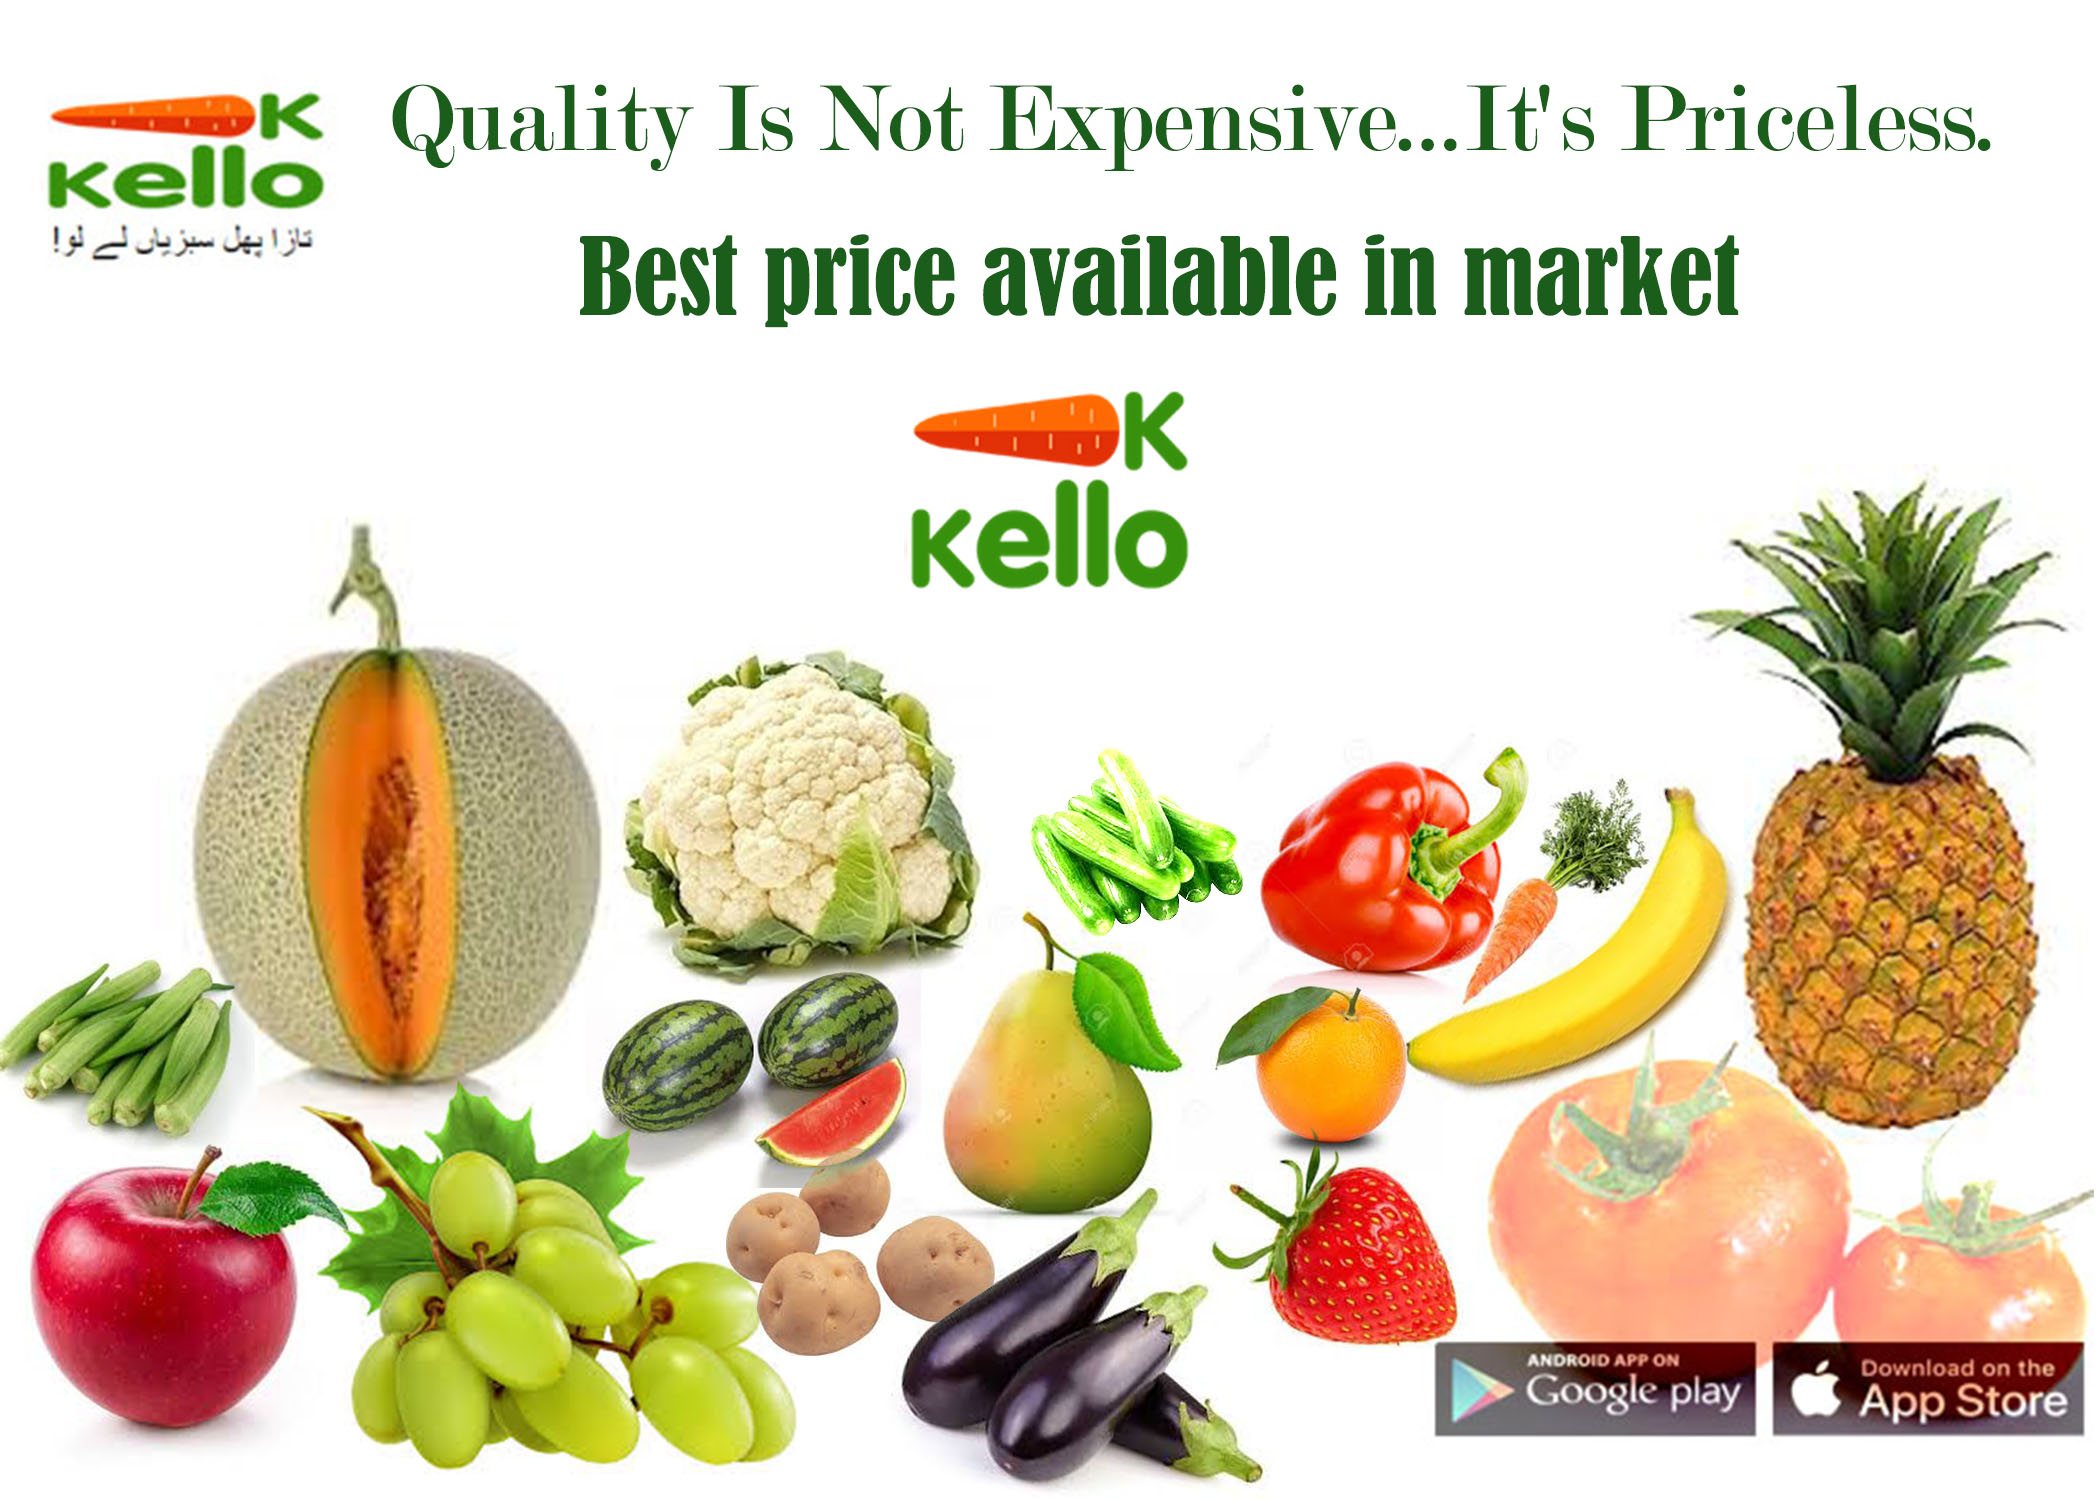 K
Kello
تازا پھل سبزیاں لے لو!
Quality Is Not Expensive...It's Priceless.
Best price available in market
K
Kello
ANDROID APP ON
Google play
Download on the
App Store